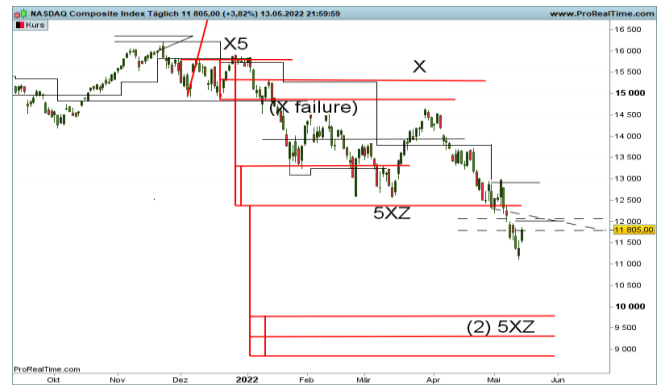 NASDAQ Composite Index Täglich 11 805,00 (+3,82%) 13.05.2022 21:59:59
www.ProRealTime.com
Kurs
X5
X
(X failure)
5XZ
(2) 5XZ
16 500
16 000
15 500
15 000
14 500
14 000
13 500
13 000
12 500
12 000
11 805,00
11 500
11 000
10 500
10 000
9 500
9 000
ProRealTime.com
Okt Nov Dez 2022 Feb Mär Apr Mai Jun